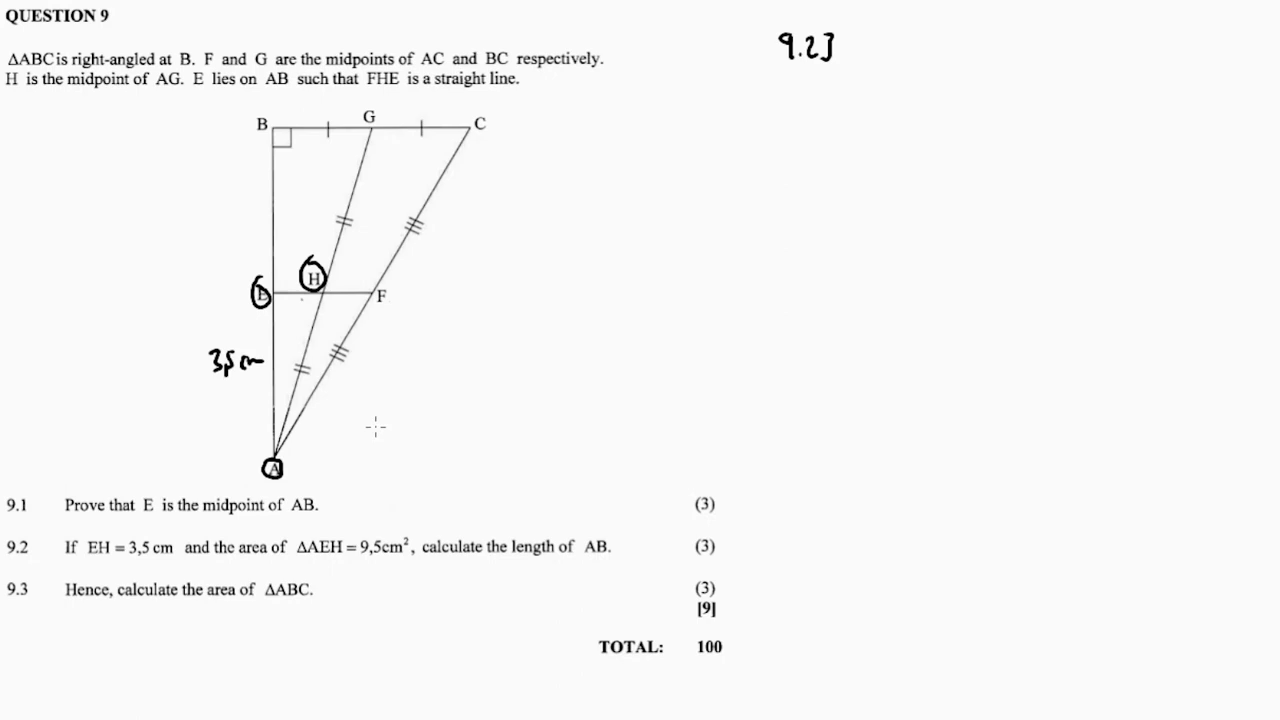 QUESTION 9
9.2]
ΔABC is right-angled at B. F and G are the midpoints of AC and BC respectively.
H is the midpoint of AG. E lies on AB such that FHE is a straight line.
B
G
C
H
E
F
3,5 cm
A
9.1 Prove that E is the midpoint of AB. (3)
9.2 If EH = 3,5 cm and the area of ΔAEH = 9,5cm², calculate the length of AB. (3)
9.3 Hence, calculate the area of ΔABC. (3)
[9]
TOTAL: 100